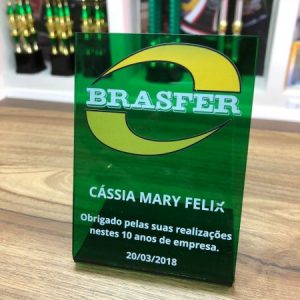 BRASFER
CÁSSIA MARY FELIX
Obrigado pelas suas realizações
nestes 10 anos de empresa.
20/03/2018